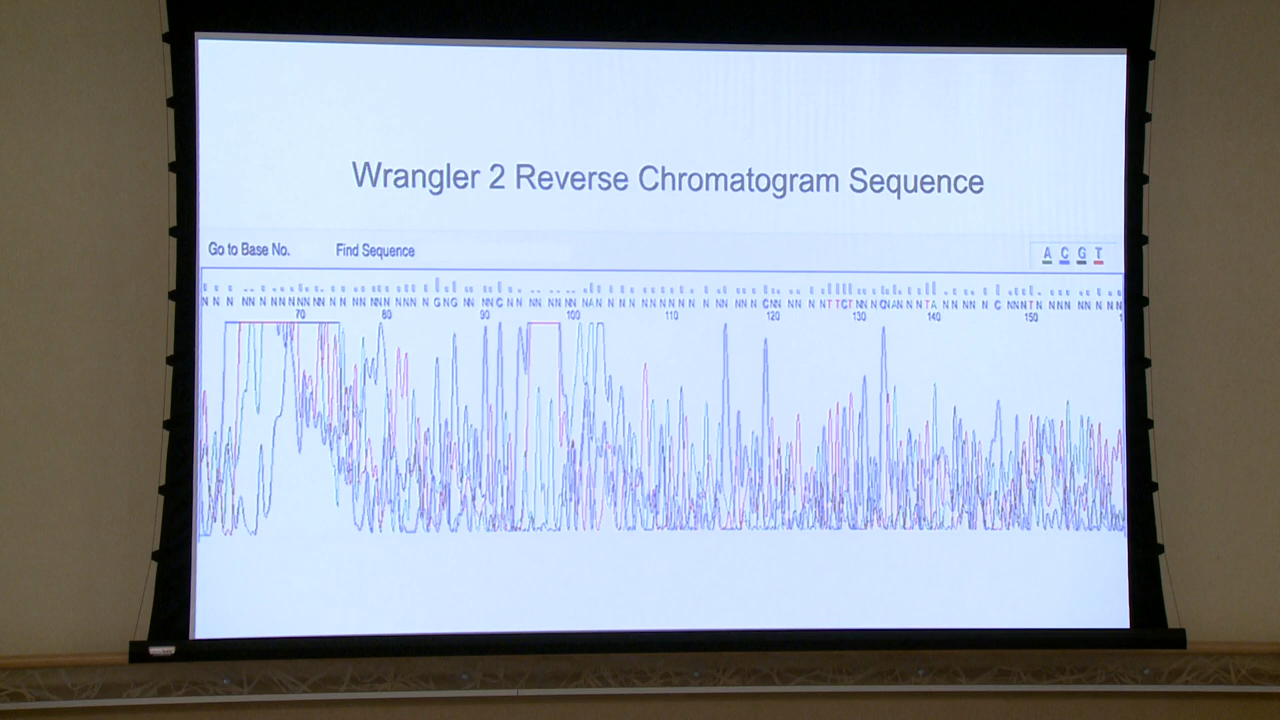 Wrangler 2 Reverse Chromatogram Sequence
Go to Base No. Find Sequence A C G T
70 80 90 100 110 120 130 140 150